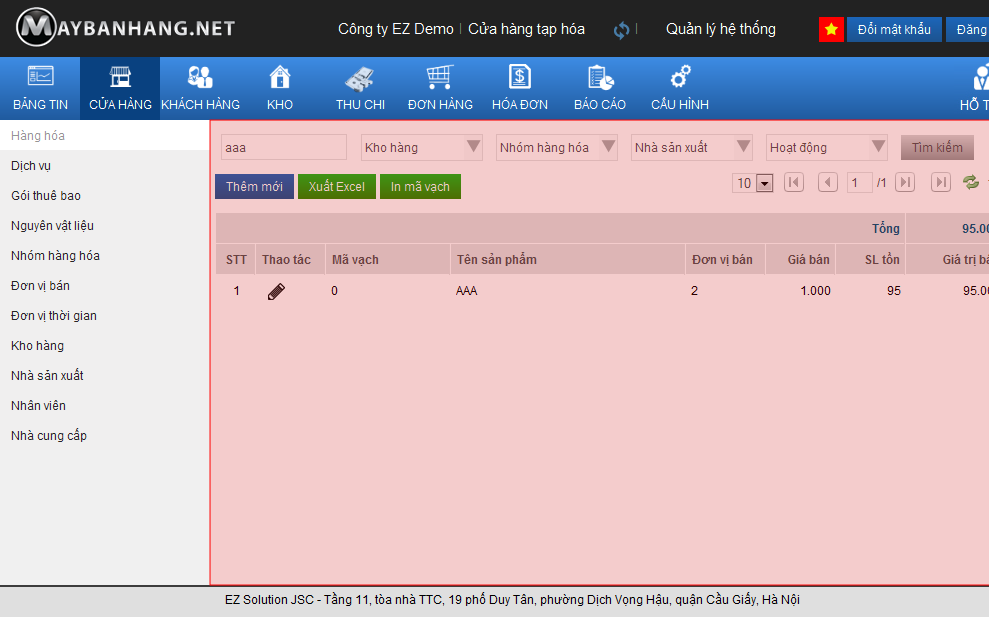 MAYBANHANG.NET Công ty EZ Demo Cửa hàng tạp hóa Quản lý hệ thống Đổi mật khẩu Đăng
BẢNG TIN CỬA HÀNG KHÁCH HÀNG KHO THU CHI ĐƠN HÀNG HÓA ĐƠN BÁO CÁO CẤU HÌNH HỖ T
Hàng hóa
Dịch vụ
Gói thuê bao
Nguyên vật liệu
Nhóm hàng hóa
Đơn vị bán
Đơn vị thời gian
Kho hàng
Nhà sản xuất
Nhân viên
Nhà cung cấp
aaa Kho hàng Nhóm hàng hóa Nhà sản xuất Hoạt động Tìm kiếm
Thêm mới Xuất Excel In mã vạch 10 1 /1
Tổng 95.00
STT Thao tác Mã vạch Tên sản phẩm Đơn vị bán Giá bán SL tồn Giá trị bá
1 0 AAA 2 1.000 95 95.00
EZ Solution JSC - Tầng 11, tòa nhà TTC, 19 phố Duy Tân, phường Dịch Vọng Hậu, quận Cầu Giấy, Hà Nội